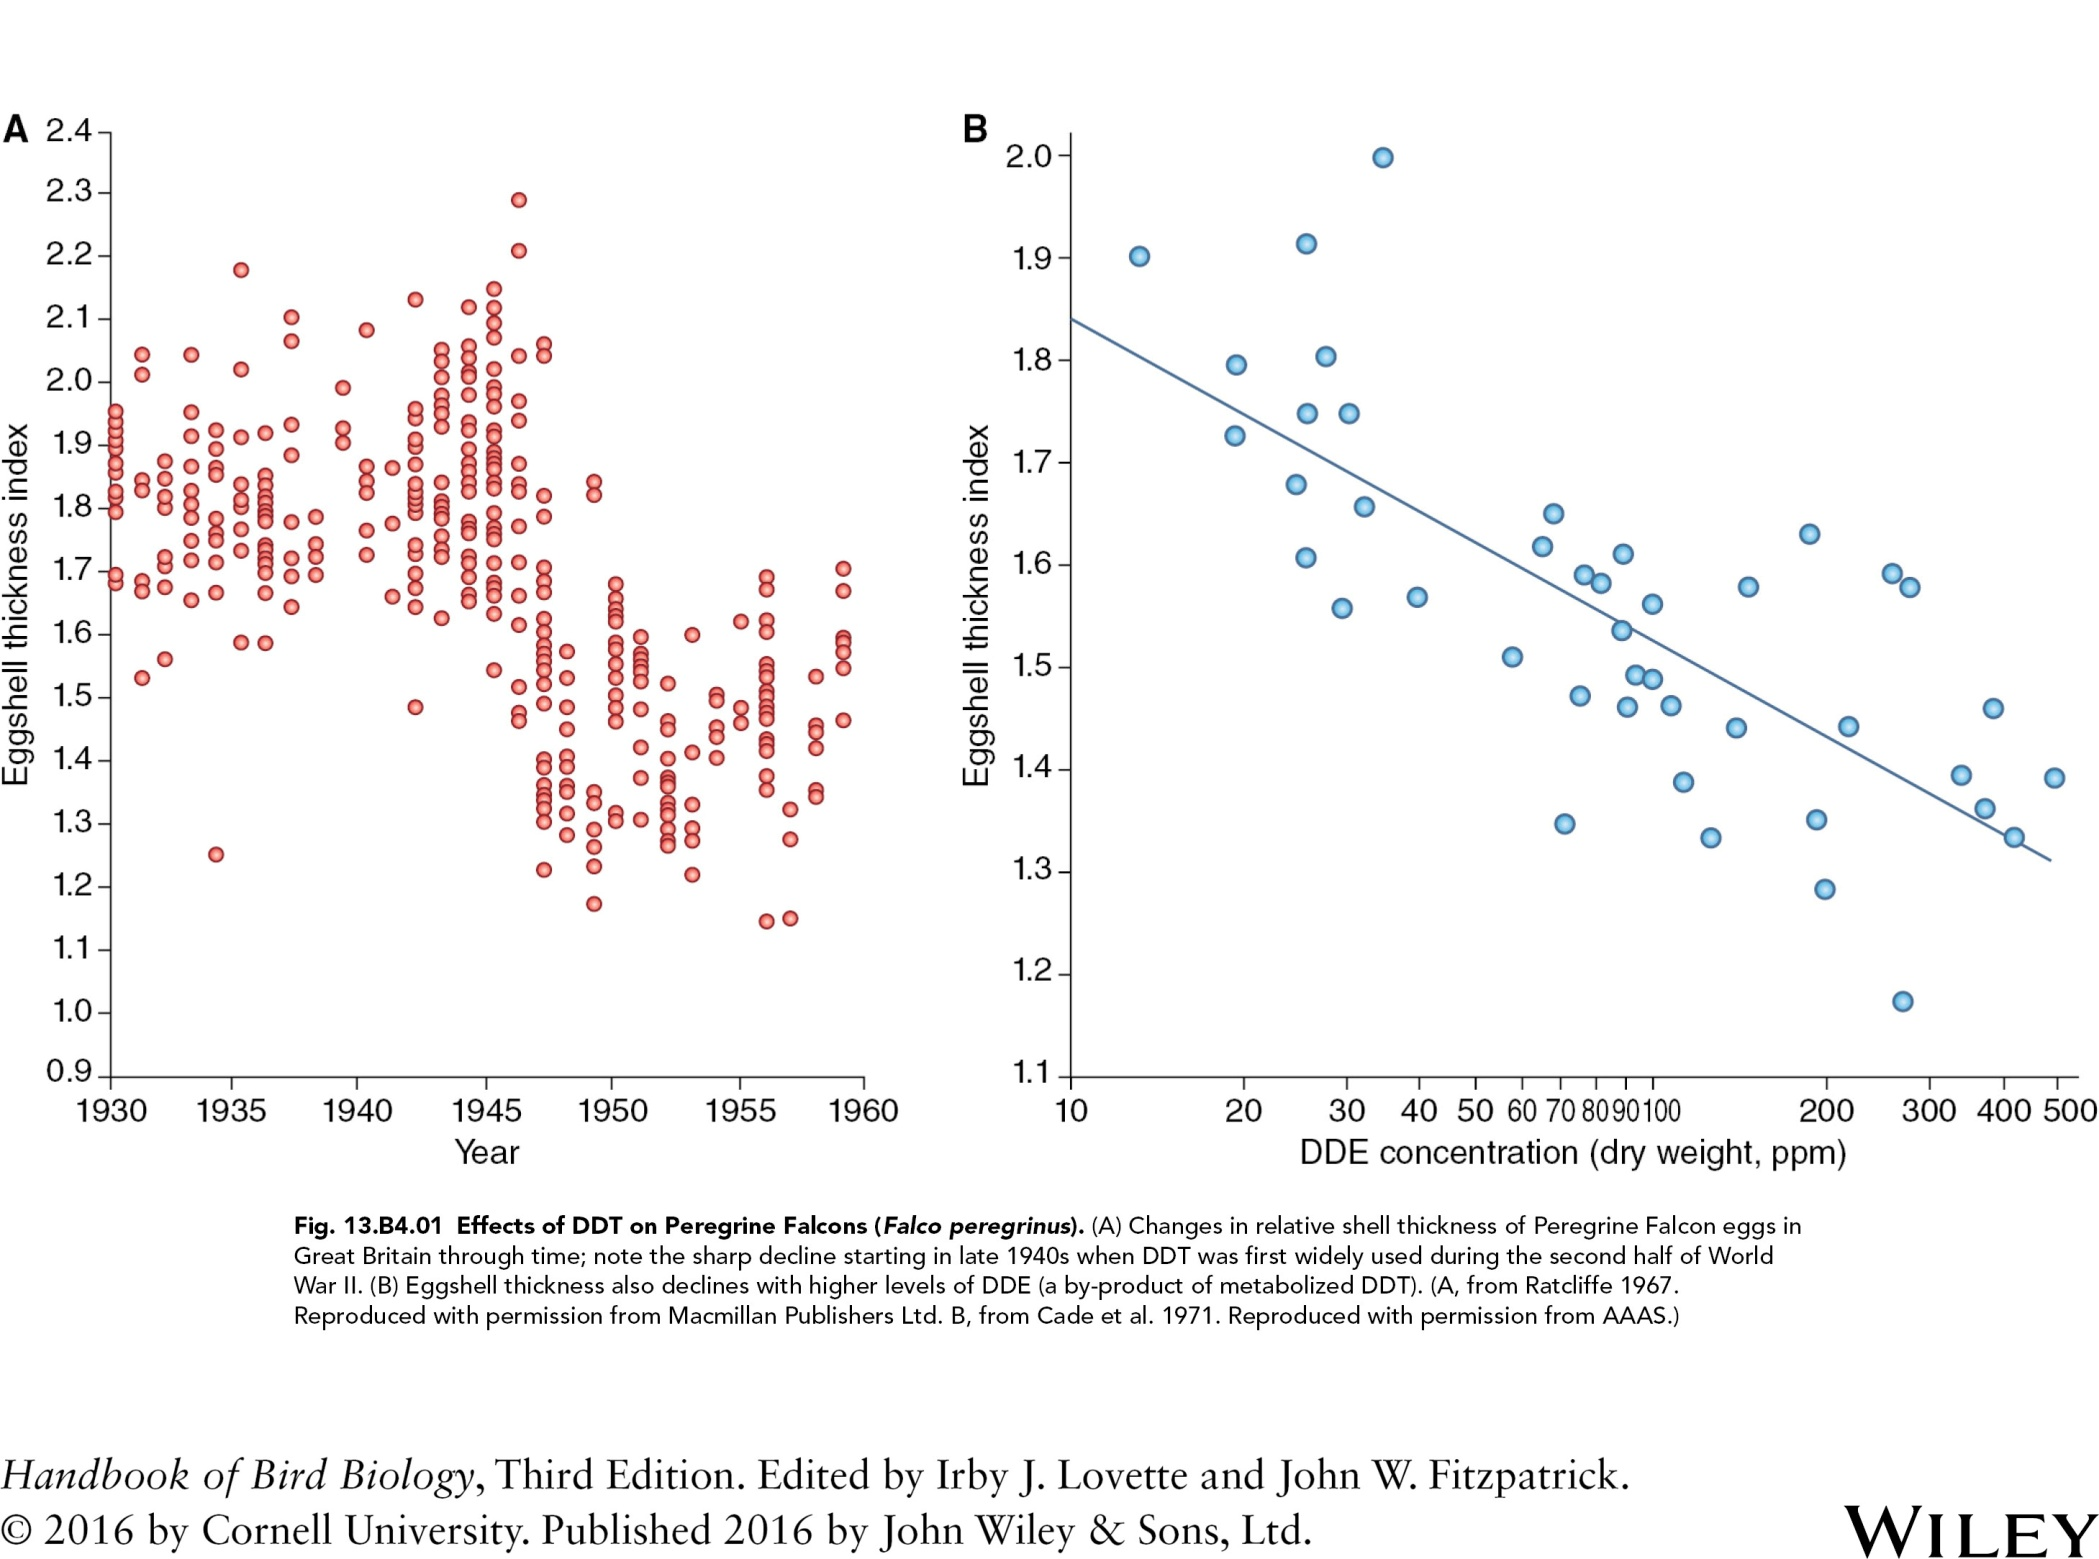 A
2.4
2.3
2.2
2.1
2.0
1.9
1.8
1.7
1.6
1.5
1.4
1.3
1.2
1.1
1.0
0.9
Eggshell thickness index
1930 1935 1940 1945 1950 1955 1960
Year
B
2.0
1.9
1.8
1.7
1.6
1.5
1.4
1.3
1.2
1.1
Eggshell thickness index
10 20 30 40 50 60 70 80 90 100 200 300 400 500
DDE concentration (dry weight, ppm)
Fig. 13.B4.01 Effects of DDT on Peregrine Falcons (Falco peregrinus). (A) Changes in relative shell thickness of Peregrine Falcon eggs in
Great Britain through time; note the sharp decline starting in late 1940s when DDT was first widely used during the second half of World
War II. (B) Eggshell thickness also declines with higher levels of DDE (a by-product of metabolized DDT). (A, from Ratcliffe 1967.
Reproduced with permission from Macmillan Publishers Ltd. B, from Cade et al. 1971. Reproduced with permission from AAAS.)
Handbook of Bird Biology, Third Edition. Edited by Irby J. Lovette and John W. Fitzpatrick.
© 2016 by Cornell University. Published 2016 by John Wiley & Sons, Ltd.
WILEY